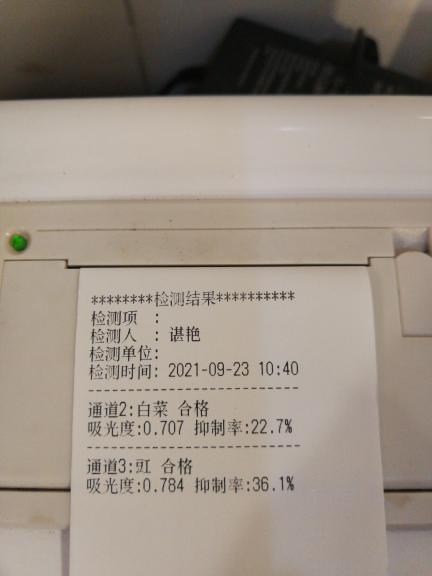 ********检测结果**********
检测项 :
检测人 : 谌艳
检测单位:
检测时间: 2021-09-23 10:40
------------------------------
通道2:白菜 合格
吸光度:0.707 抑制率:22.7%
------------------------------
通道3:豇 合格
吸光度:0.784 抑制率:36.1%